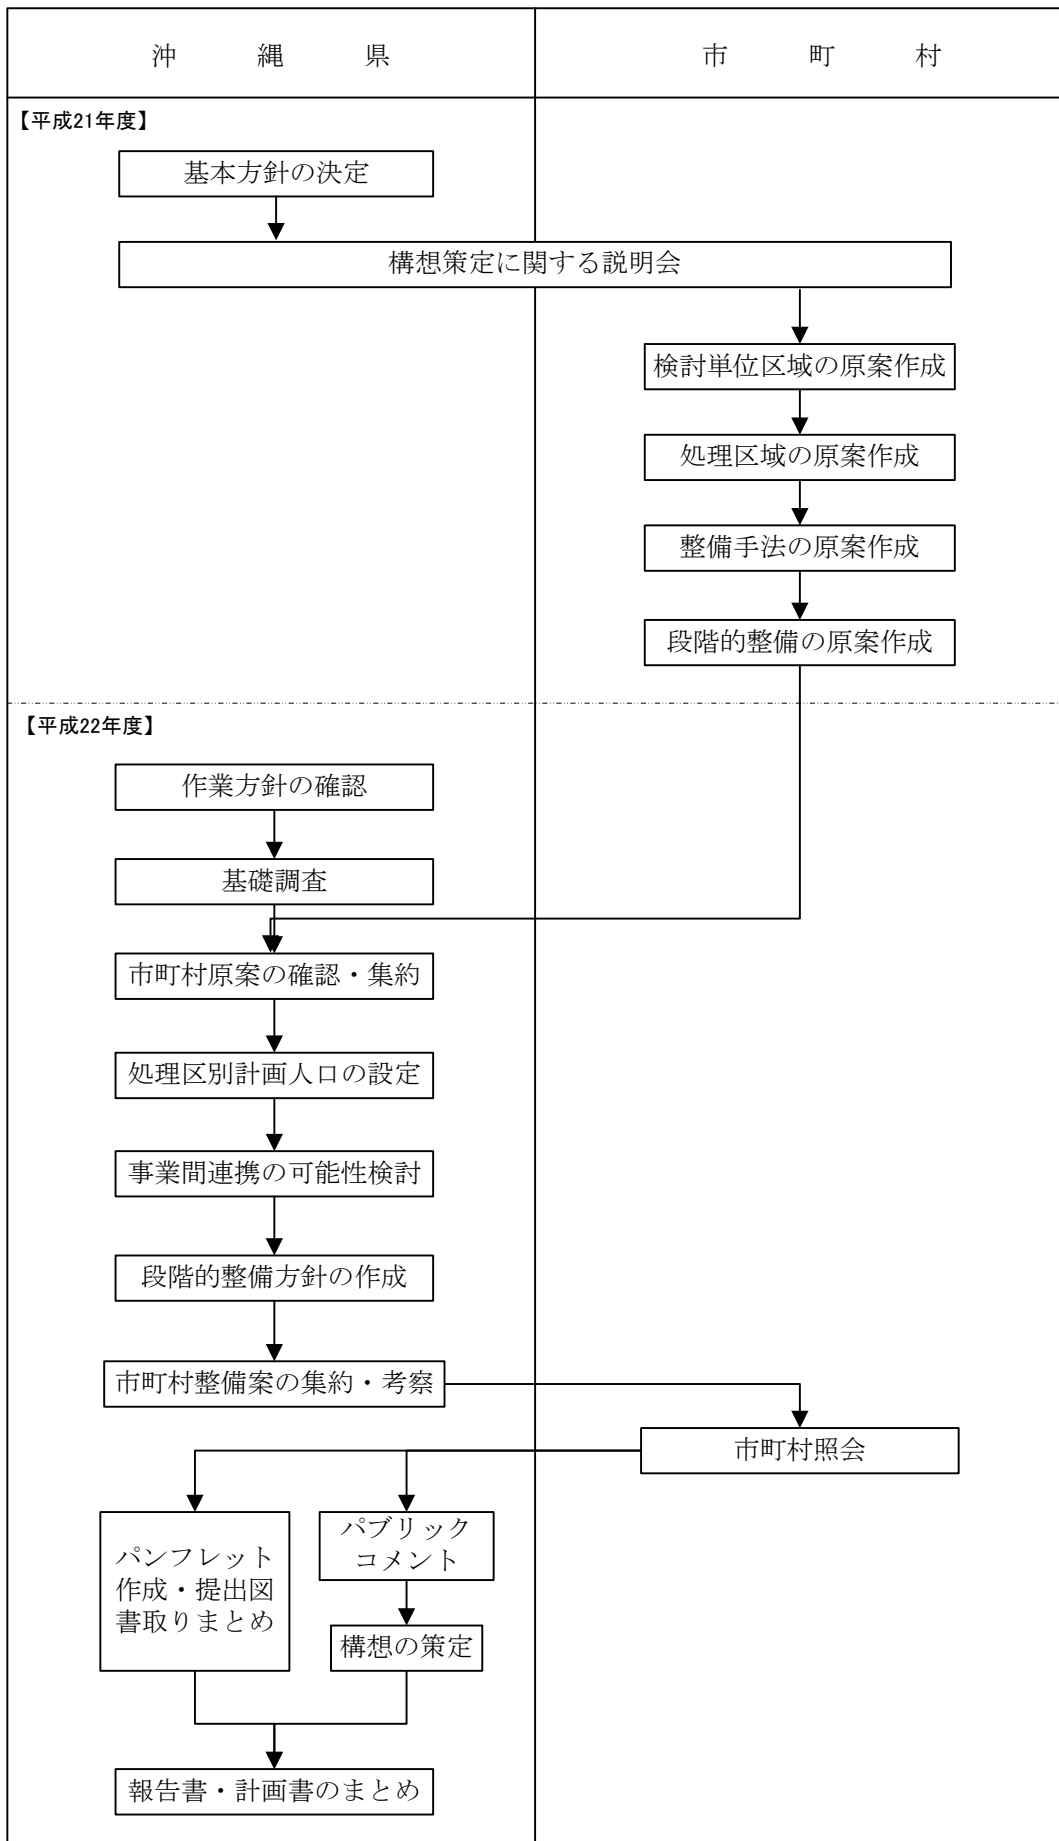 沖縄県
市町村
【平成21年度】
基本方針の決定
構想策定に関する説明会
検討単位区域の原案作成
処理区域の原案作成
整備手法の原案作成
段階的整備の原案作成
【平成22年度】
作業方針の確認
基礎調査
市町村原案の確認・集約
処理区別計画人口の設定
事業間連携の可能性検討
段階的整備方針の作成
市町村整備案の集約・考察
市町村照会
パンフレット
作成・提出図
書取りまとめ
パブリック
コメント
構想の策定
報告書・計画書のまとめ